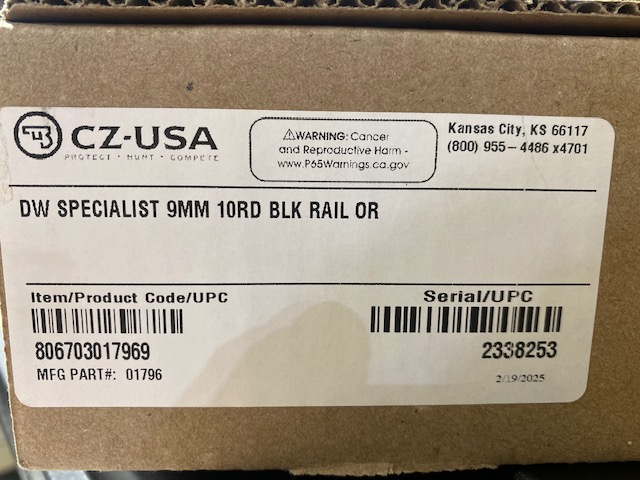 CZ-USA
PROTECT • HUNT • COMPETE
⚠WARNING: Cancer
and Reproductive Harm -
www.P65Warnings.ca.gov
Kansas City, KS 66117
(800) 955-4486 x4701
DW SPECIALIST 9MM 10RD BLK RAIL OR
Item/Product Code/UPC
806703017969
MFG PART#: 01796
Serial/UPC
2338253
2/19/2025